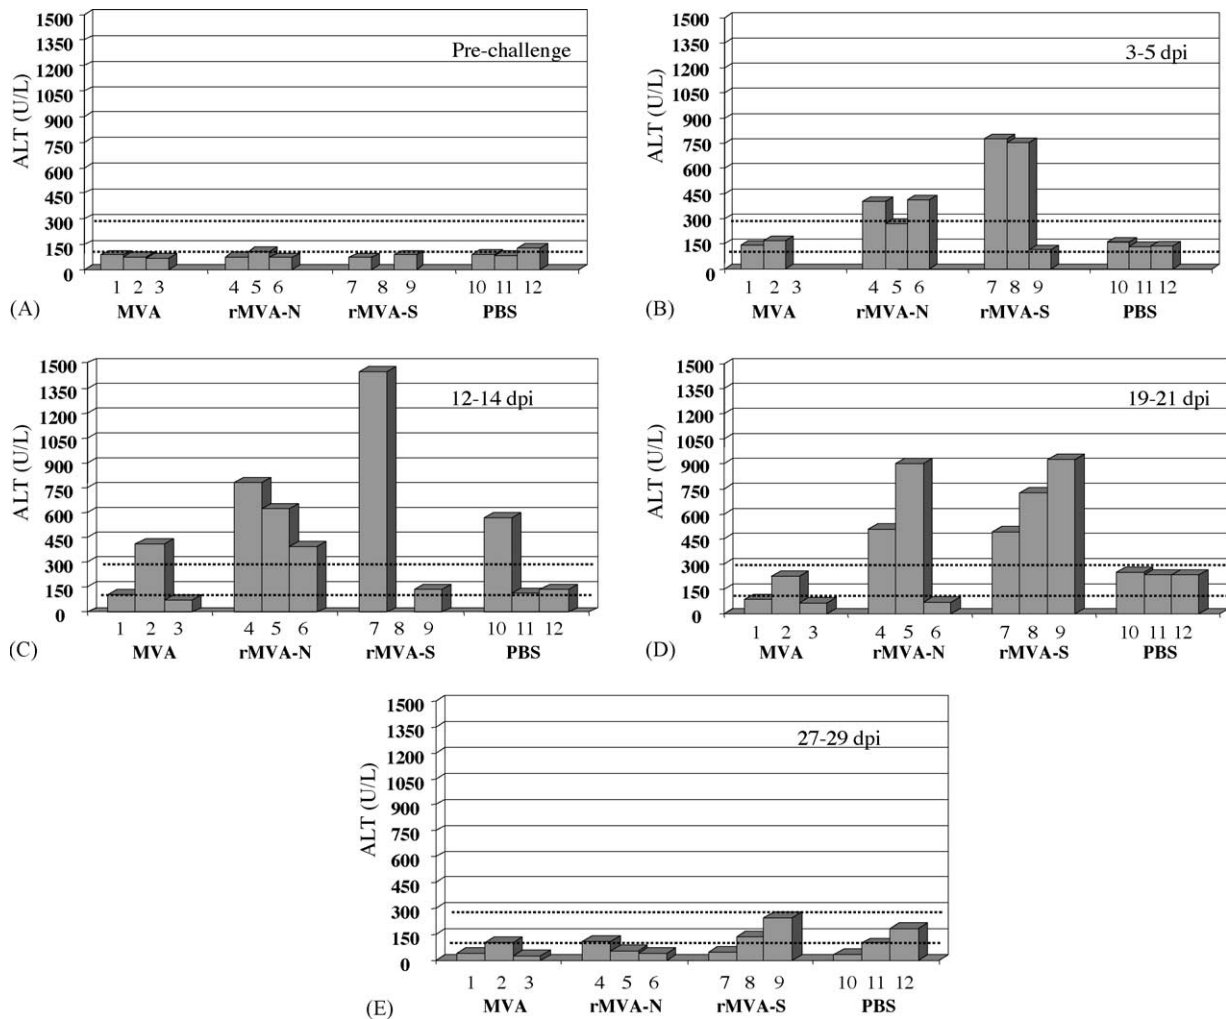 1500
1350
1200
1050
900
750
600
450
300
150
0
ALT (U/L)
Pre-challenge
1 2 3 4 5 6 7 8 9 10 11 12
(A) MVA rMVA-N rMVA-S PBS
1500
1350
1200
1050
900
750
600
450
300
150
0
ALT (U/L)
3-5 dpi
1 2 3 4 5 6 7 8 9 10 11 12
(B) MVA rMVA-N rMVA-S PBS
1500
1350
1200
1050
900
750
600
450
300
150
0
ALT (U/L)
12-14 dpi
1 2 3 4 5 6 7 8 9 10 11 12
(C) MVA rMVA-N rMVA-S PBS
1500
1350
1200
1050
900
750
600
450
300
150
0
ALT (U/L)
19-21 dpi
1 2 3 4 5 6 7 8 9 10 11 12
(D) MVA rMVA-N rMVA-S PBS
1500
1350
1200
1050
900
750
600
450
300
150
0
ALT (U/L)
27-29 dpi
1 2 3 4 5 6 7 8 9 10 11 12
(E) MVA rMVA-N rMVA-S PBS